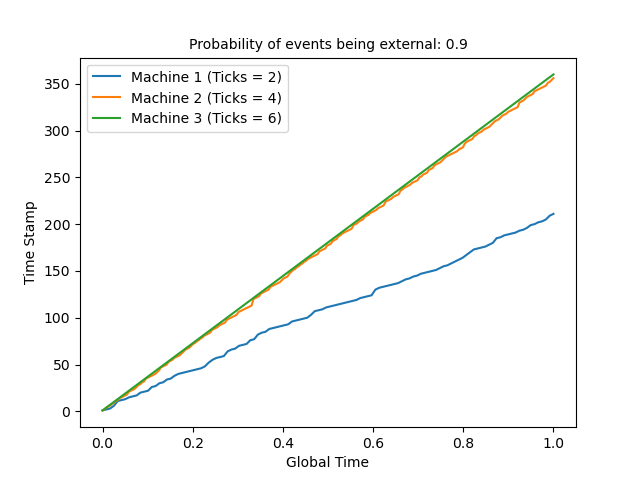 Probability of events being external: 0.9
Machine 1 (Ticks = 2)
Machine 2 (Ticks = 4)
Machine 3 (Ticks = 6)
350
300
250
200
150
100
50
0
Time Stamp
0.0 0.2 0.4 0.6 0.8 1.0
Global Time